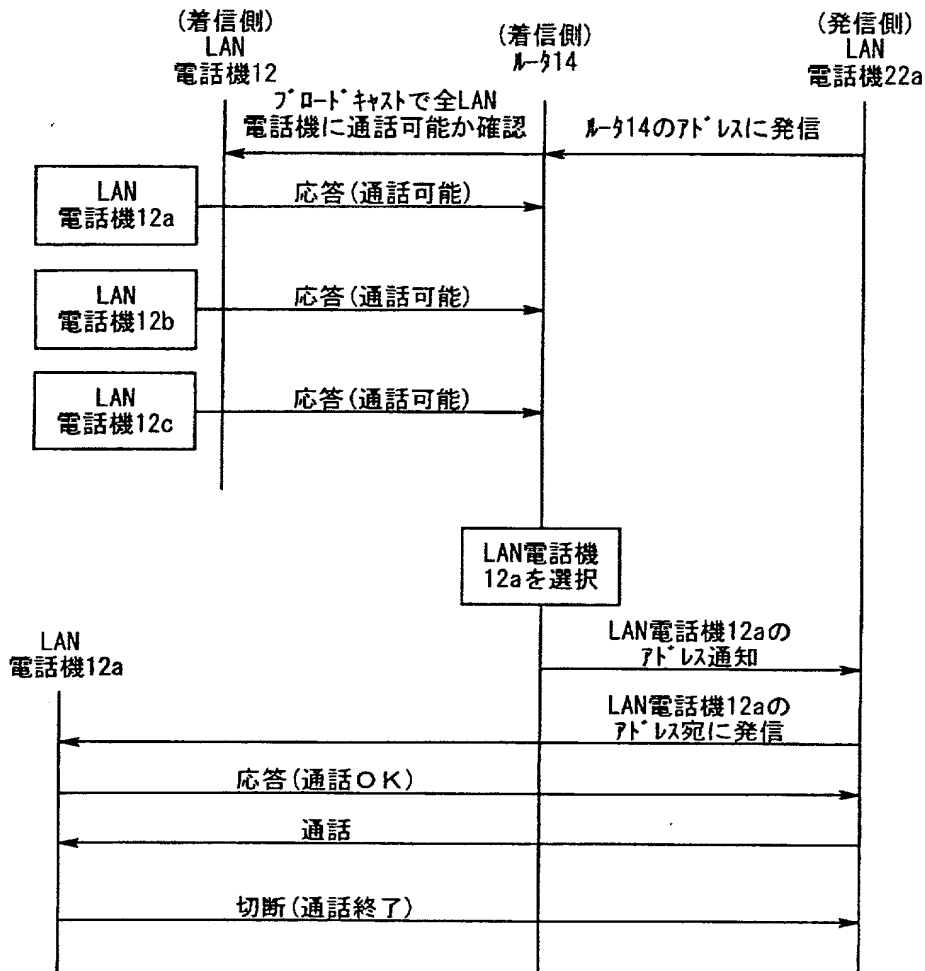 (着信側)
LAN
電話機12
(着信側)
ﾙｰﾀ14
(発信側)
LAN
電話機22a
ﾌﾞﾛｰﾄﾞｷｬｽﾄで全LAN
電話機に通話可能か確認
ﾙｰﾀ14のｱﾄﾞﾚｽに発信
LAN
電話機12a
応答(通話可能)
LAN
電話機12b
応答(通話可能)
LAN
電話機12c
応答(通話可能)
LAN電話機
12aを選択
LAN
電話機12a
LAN電話機12aの
ｱﾄﾞﾚｽ通知
LAN電話機12aの
ｱﾄﾞﾚｽ宛に発信
応答(通話ＯＫ)
通話
切断(通話終了)